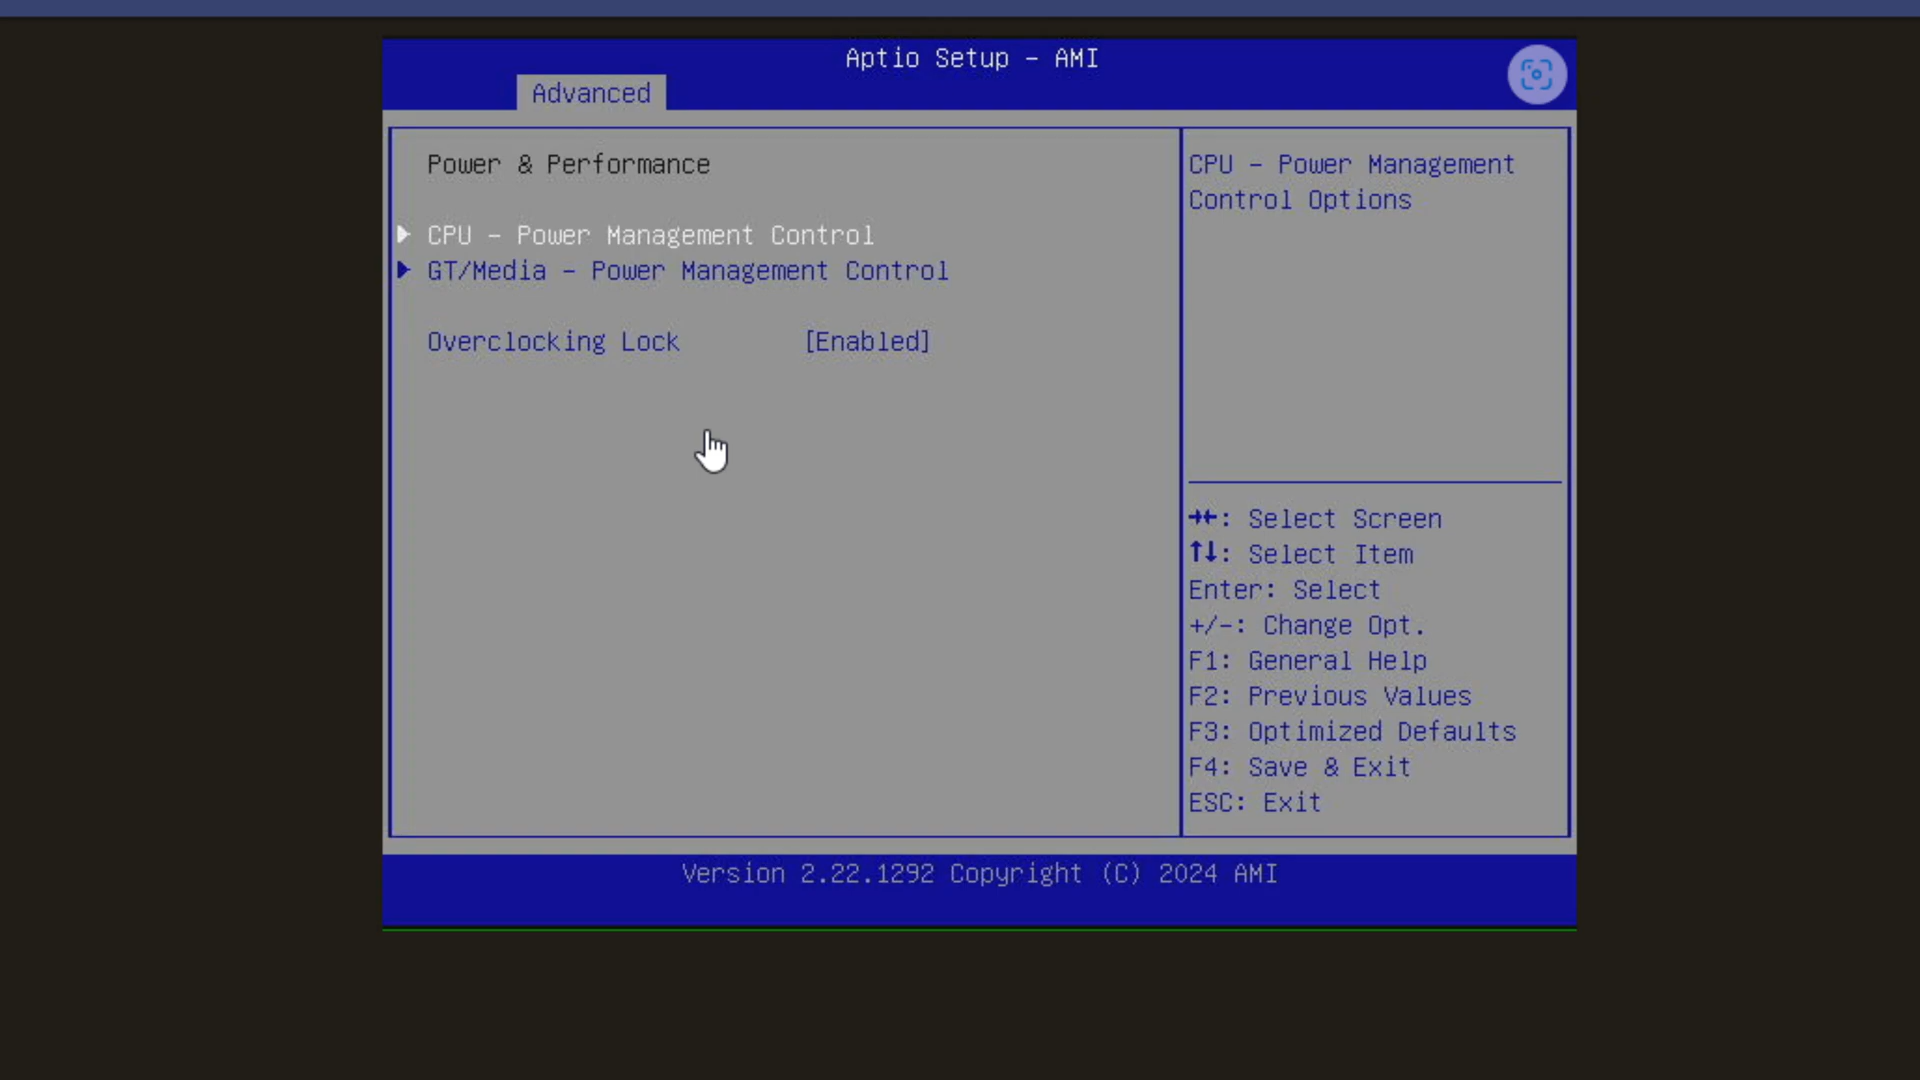 Aptio Setup – AMI
Advanced
Power & Performance
CPU – Power Management Control
GT/Media – Power Management Control
Overclocking Lock [Enabled]
CPU – Power Management
Control Options
→←: Select Screen
↑↓: Select Item
Enter: Select
+/-: Change Opt.
F1: General Help
F2: Previous Values
F3: Optimized Defaults
F4: Save & Exit
ESC: Exit
Version 2.22.1292 Copyright (C) 2024 AMI